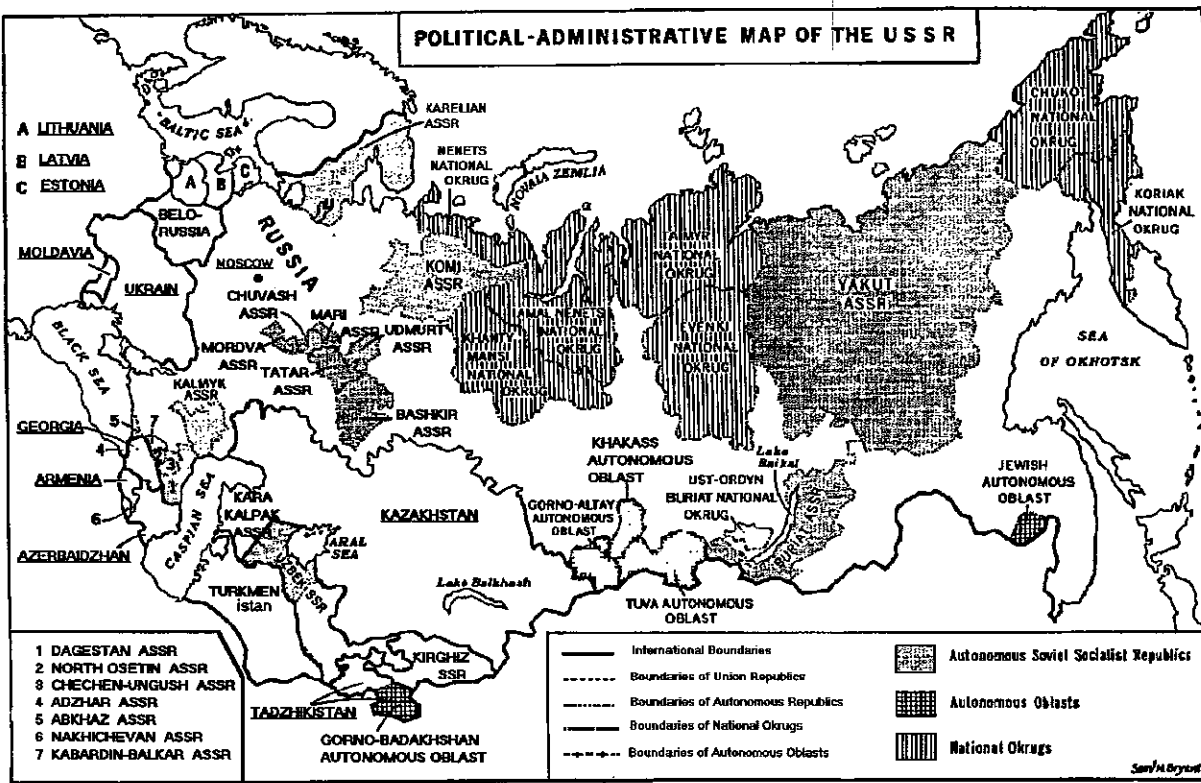 POLITICAL-ADMINISTRATIVE MAP OF THE USSR
A LITHUANIA
B LATVIA
C ESTONIA
BALTIC SEA
A
B
C
KARELIAN
ASSR
NENETS
NATIONAL
OKRUG
NOVAIA ZEMLIA
CHUKOT
NATIONAL
OKRUG
KORIAK
NATIONAL
OKRUG
BELO-
RUSSIA
RUSSIA
MOLDAVIA
UKRAIN
NOSCOW
CHUVASH
ASSR
MARI
ASSR
UDMURT
ASSR
MORDVA
ASSR
TATAR
ASSR
BASHKIR
ASSR
KOMI
ASSR
KHANTY
MANSI
NATIONAL
OKRUG
NENETS
NATIONAL
OKRUG
NATIONAL
OKRUG
EVENKI
NATIONAL
OKRUG
YAKUT
ASSR
SEA
OF OKHOTSK
BLACK
SEA
KALMYK
ASSR
GEORGIA
5
7
4
ARMENIA
6
AZERBAIDZHAN
CASPIAN SEA
KARA
KALPAK
ASSR
ARAL
SEA
KAZAKHSTAN
Lake Balkhash
TURKMEN
istan
KIRGHIZ
SSR
TADZHIKISTAN
GORNO-BADAKHSHAN
AUTONOMOUS OBLAST
KHAKASS
AUTONOMOUS
OBLAST
GORNO-ALTAY
AUTONOMOUS
OBLAST
UST-ORDYN
BURIAT NATIONAL
OKRUG
Lake
Baikal
TUVA AUTONOMOUS
OBLAST
JEWISH
AUTONOMOUS
OBLAST
1 DAGESTAN ASSR
2 NORTH OSETIN ASSR
3 CHECHEN-UNGUSH ASSR
4 ADZHAR ASSR
5 ABKHAZ ASSR
6 NAKHICHEVAN ASSR
7 KABARDIN-BALKAR ASSR
International Boundaries
Boundaries of Union Republics
Boundaries of Autonomous Republics
Boundaries of National Okrugs
Boundaries of Autonomous Oblasts
Autonomous Soviet Socialist Republics
Autonomous Oblasts
National Okrugs